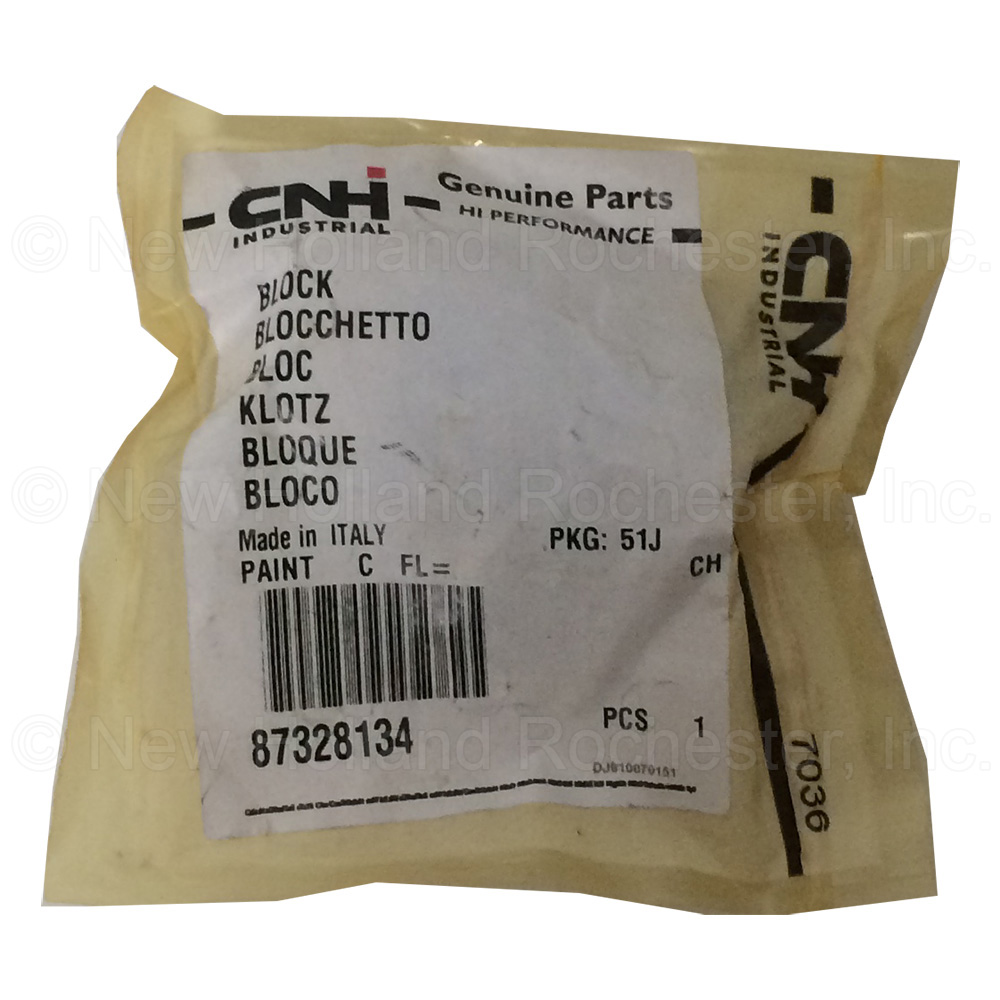 CNH INDUSTRIAL
Genuine Parts
HI PERFORMANCE
BLOCK
BLOCCHETTO
BLOC
KLOTZ
BLOQUE
BLOCO
Made in ITALY PKG: 51J
PAINT C FL= CH
87328134 PCS 1
CNH INDUSTRIAL
7036
© New Holland Rochester, Inc.
© New Holland Rochester, Inc.
© New Holland Rochester, Inc.